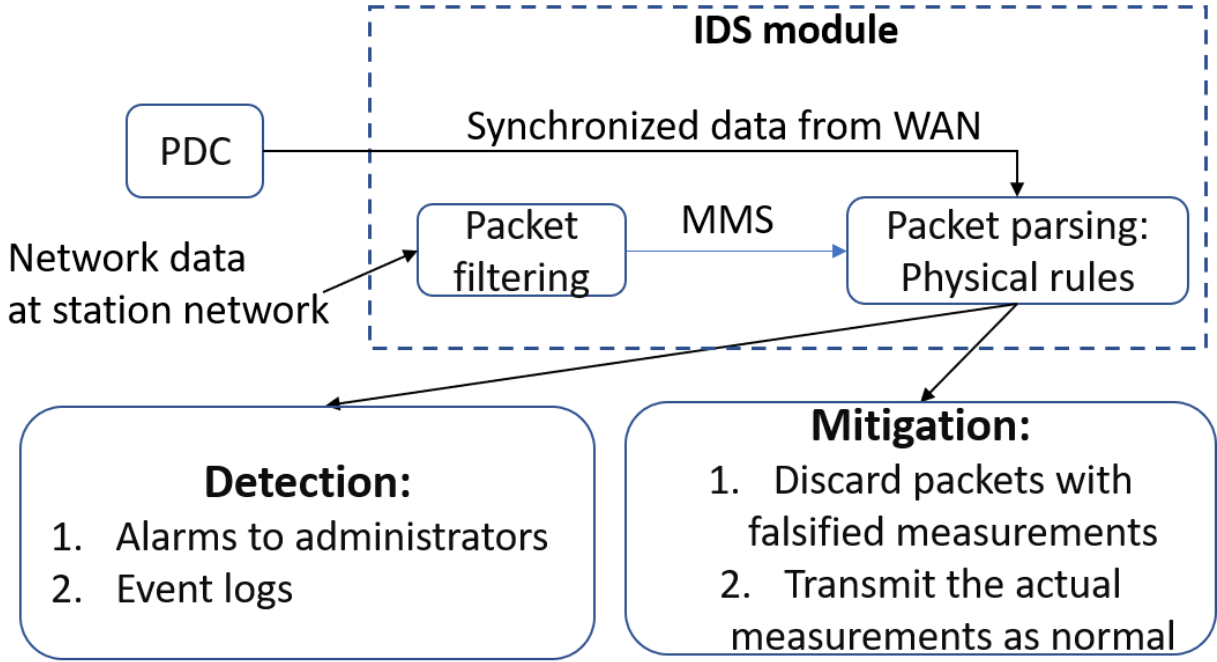 IDS module
Synchronized data from WAN
PDC
Network data
at station network
Packet
filtering
MMS
Packet parsing:
Physical rules
Detection:
1. Alarms to administrators
2. Event logs
Mitigation:
1. Discard packets with
falsified measurements
2. Transmit the actual
measurements as normal